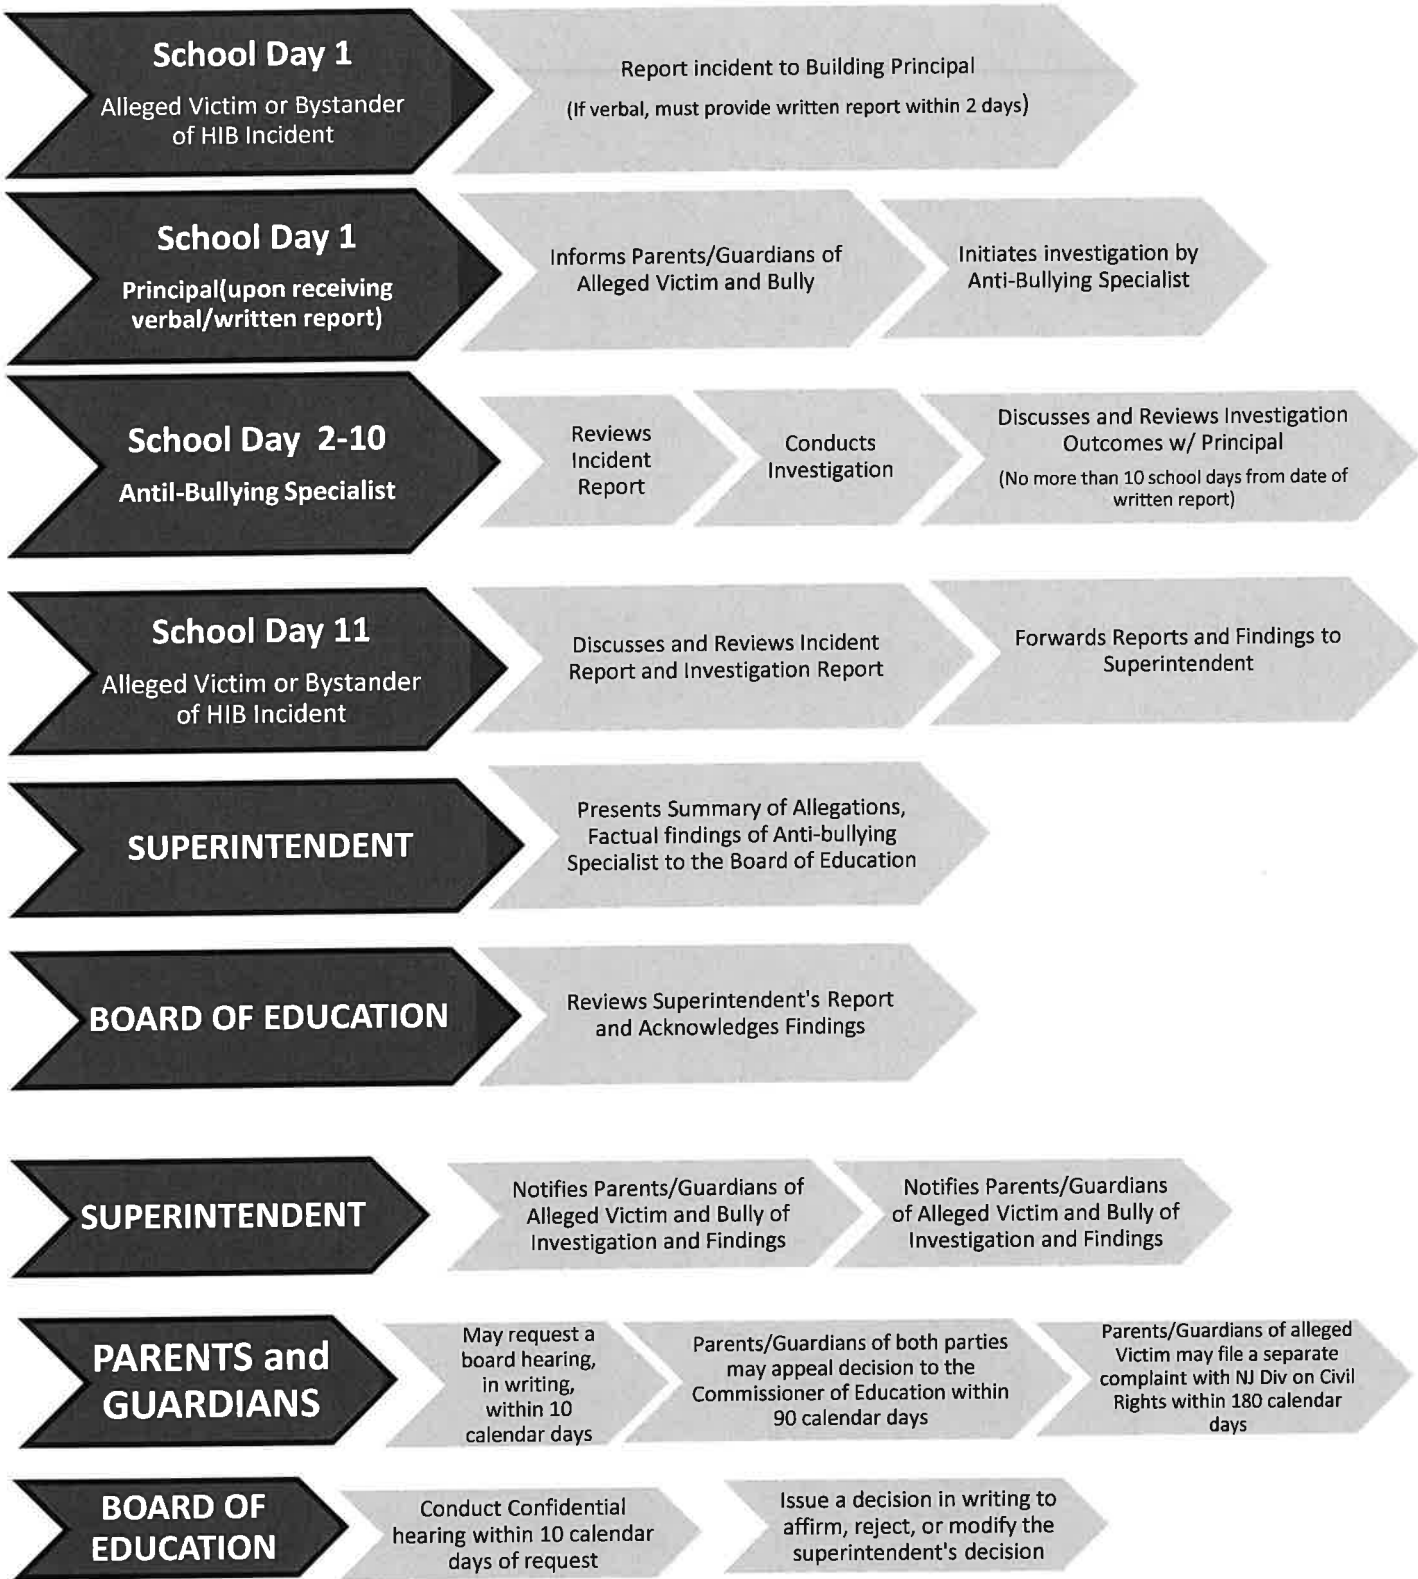 School Day 1
Alleged Victim or Bystander
of HIB Incident
Report incident to Building Principal
(If verbal, must provide written report within 2 days)
School Day 1
Principal(upon receiving
verbal/written report)
Informs Parents/Guardians of
Alleged Victim and Bully
Initiates investigation by
Anti-Bullying Specialist
School Day 2-10
Antil-Bullying Specialist
Reviews
Incident
Report
Conducts
Investigation
Discusses and Reviews Investigation
Outcomes w/ Principal
(No more than 10 school days from date of
written report)
School Day 11
Alleged Victim or Bystander
of HIB Incident
Discusses and Reviews Incident
Report and Investigation Report
Forwards Reports and Findings to
Superintendent
SUPERINTENDENT
Presents Summary of Allegations,
Factual findings of Anti-bullying
Specialist to the Board of Education
BOARD OF EDUCATION
Reviews Superintendent's Report
and Acknowledges Findings
SUPERINTENDENT
Notifies Parents/Guardians of
Alleged Victim and Bully of
Investigation and Findings
Notifies Parents/Guardians
of Alleged Victim and Bully of
Investigation and Findings
PARENTS and
GUARDIANS
May request a
board hearing,
in writing,
within 10
calendar days
Parents/Guardians of both parties
may appeal decision to the
Commissioner of Education within
90 calendar days
Parents/Guardians of alleged
Victim may file a separate
complaint with NJ Div on Civil
Rights within 180 calendar
days
BOARD OF
EDUCATION
Conduct Confidential
hearing within 10 calendar
days of request
Issue a decision in writing to
affirm, reject, or modify the
superintendent's decision